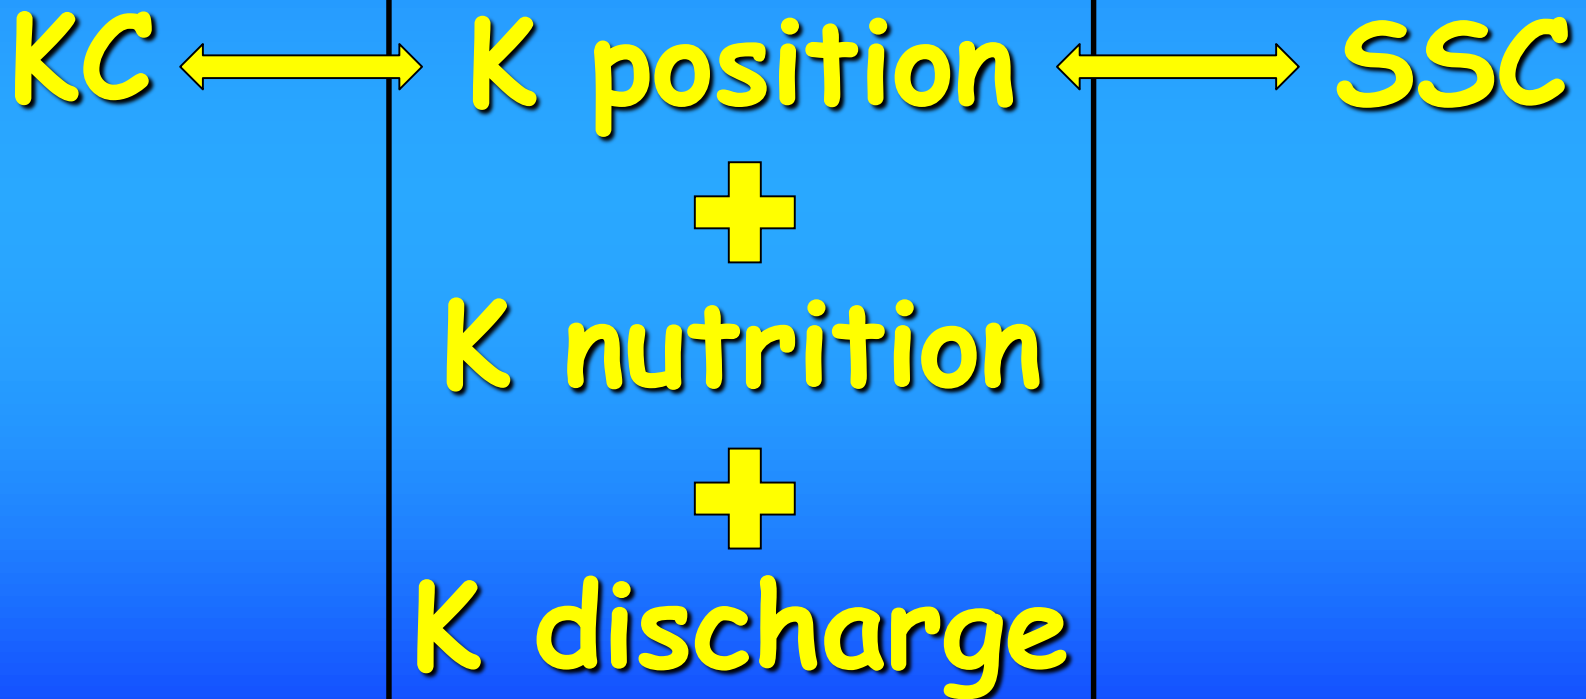 KC K position SSC
K nutrition
K discharge